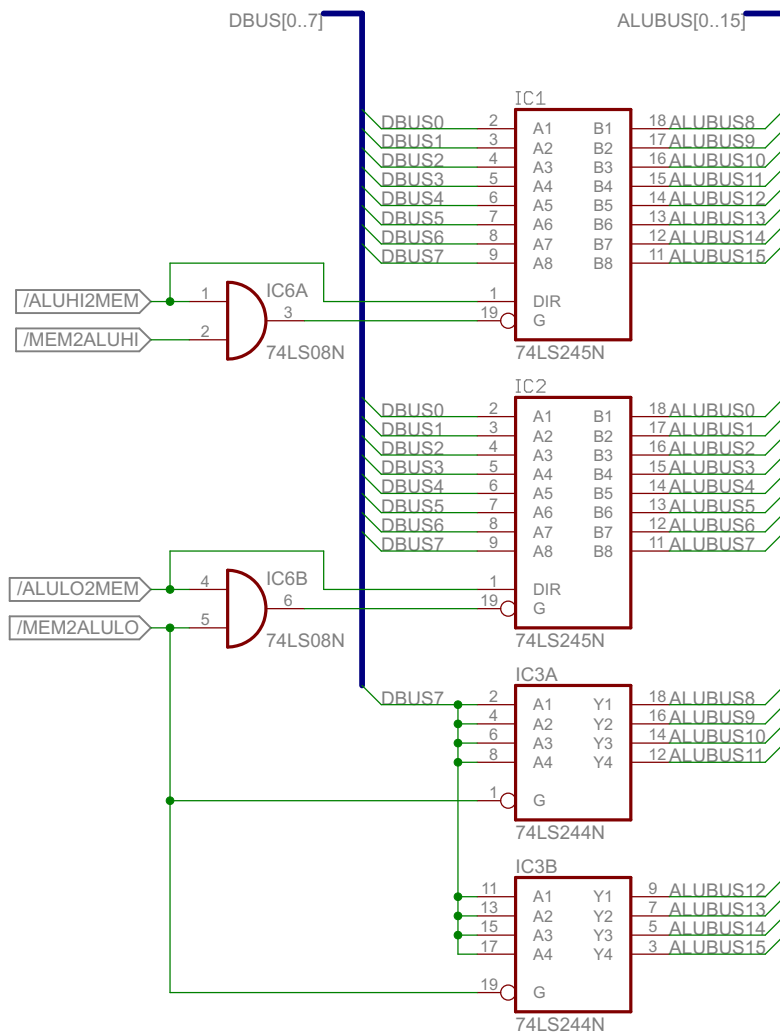 DBUS[0..7]
ALUBUS[0..15]
IC1
DBUS0 2 A1 B1 18 ALUBUS8
DBUS1 3 A2 B2 17 ALUBUS9
DBUS2 4 A3 B3 16 ALUBUS10
DBUS3 5 A4 B4 15 ALUBUS11
DBUS4 6 A5 B5 14 ALUBUS12
DBUS5 7 A6 B6 13 ALUBUS13
DBUS6 8 A7 B7 12 ALUBUS14
DBUS7 9 A8 B8 11 ALUBUS15
/ALUHI2MEM 1 IC6A 1 DIR
/MEM2ALUHI 2 3 19 G
74LS08N 74LS245N
IC2
DBUS0 2 A1 B1 18 ALUBUS0
DBUS1 3 A2 B2 17 ALUBUS1
DBUS2 4 A3 B3 16 ALUBUS2
DBUS3 5 A4 B4 15 ALUBUS3
DBUS4 6 A5 B5 14 ALUBUS4
DBUS5 7 A6 B6 13 ALUBUS5
DBUS6 8 A7 B7 12 ALUBUS6
DBUS7 9 A8 B8 11 ALUBUS7
/ALULO2MEM 4 IC6B 1 DIR
/MEM2ALULO 5 6 19 G
74LS08N 74LS245N
IC3A
DBUS7 2 A1 Y1 18 ALUBUS8
4 A2 Y2 16 ALUBUS9
6 A3 Y3 14 ALUBUS10
8 A4 Y4 12 ALUBUS11
1 G
74LS244N
IC3B
11 A1 Y1 9 ALUBUS12
13 A2 Y2 7 ALUBUS13
15 A3 Y3 5 ALUBUS14
17 A4 Y4 3 ALUBUS15
19 G
74LS244N